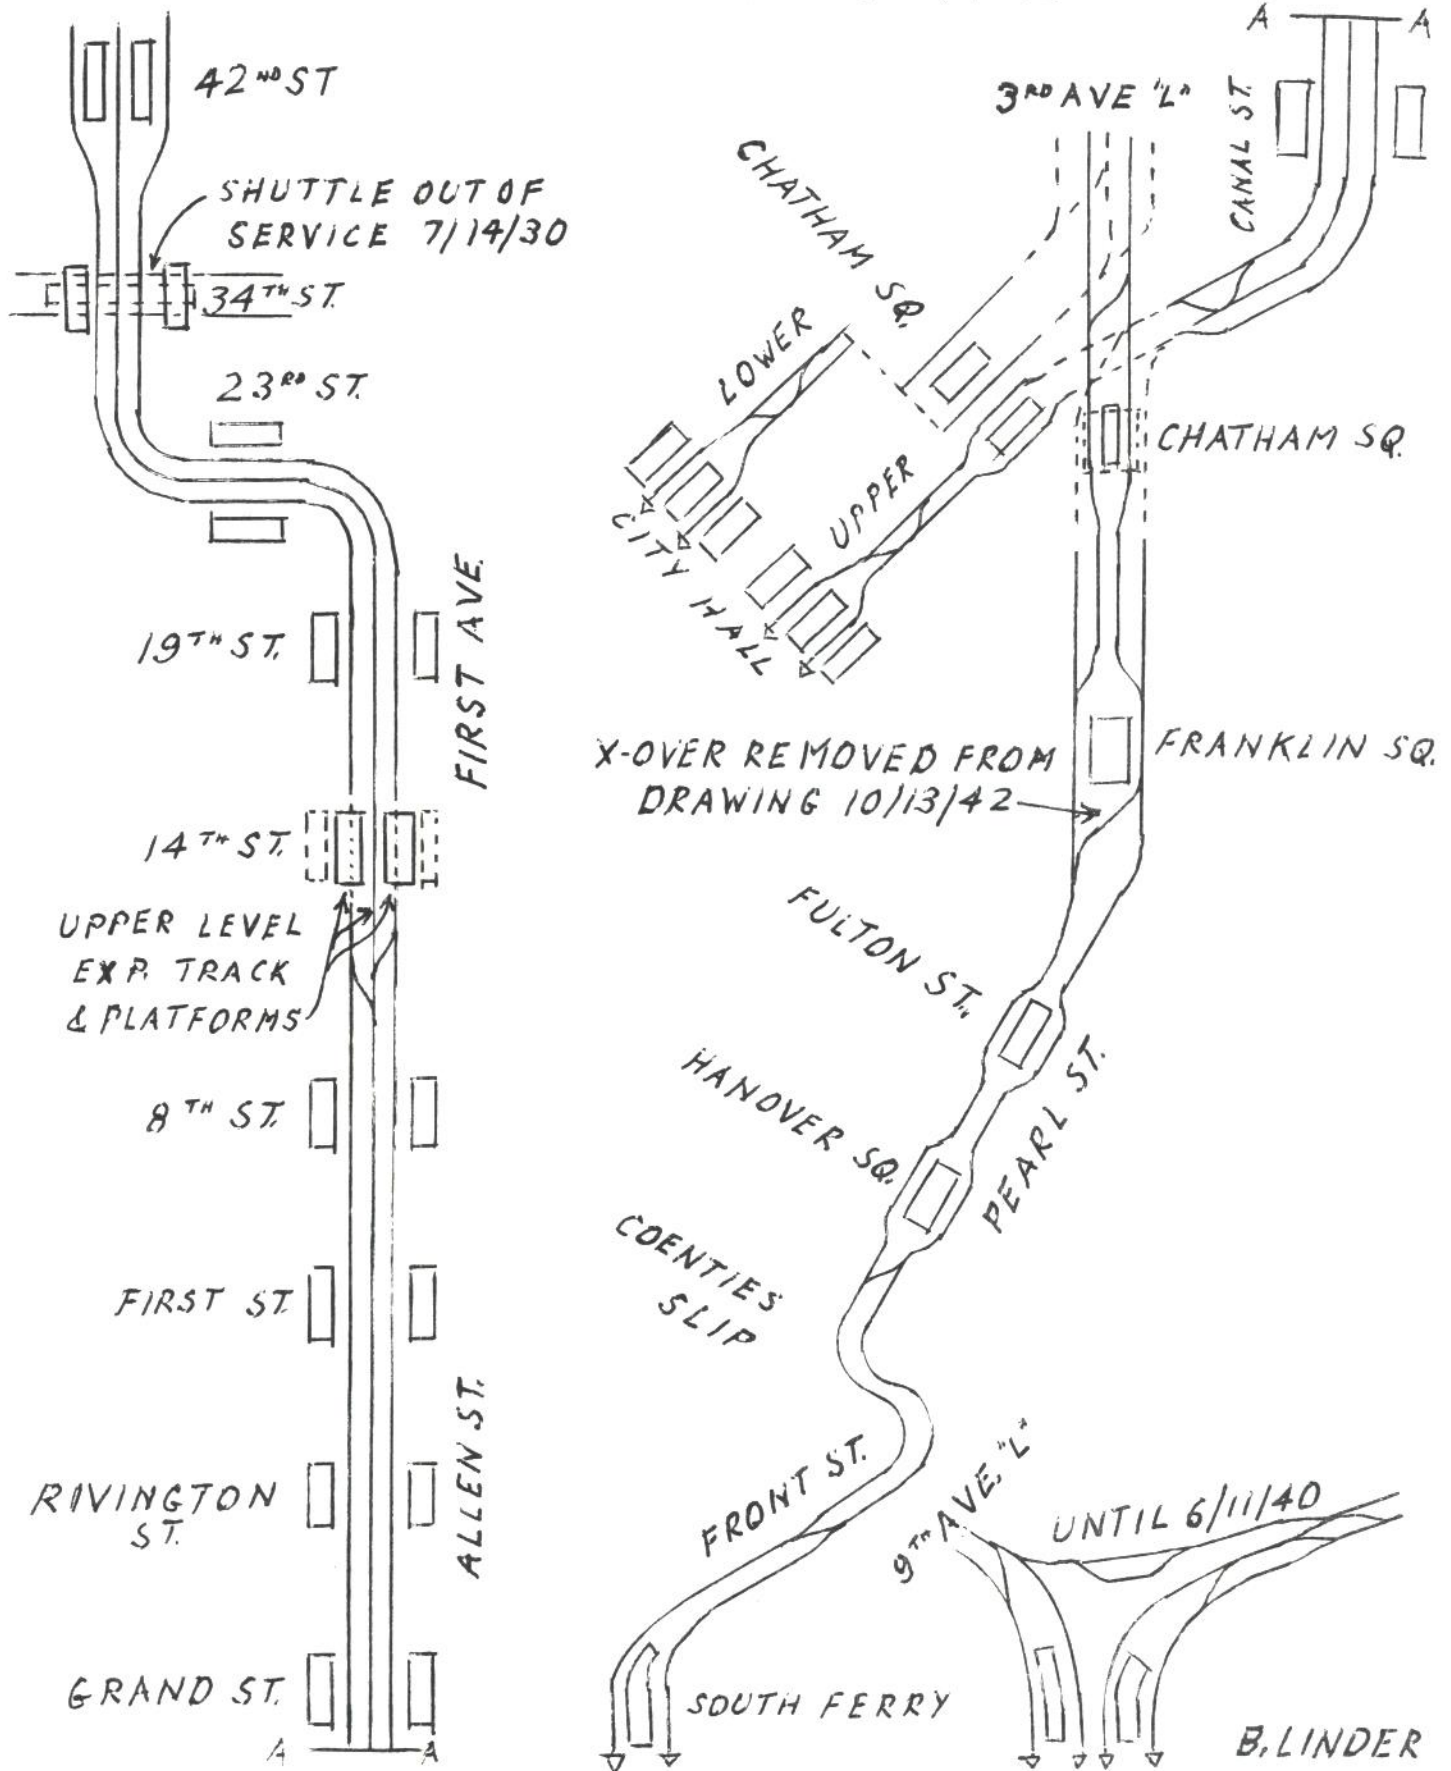 42ND ST
SHUTTLE OUT OF
SERVICE 7/14/30
34TH ST.
23RD ST.
19TH ST.
FIRST AVE.
14TH ST.
UPPER LEVEL
EXP. TRACK
& PLATFORMS
8TH ST.
FIRST ST.
ALLEN ST.
RIVINGTON
ST.
GRAND ST.
A A
A A
CANAL ST.
3RD AVE "L"
CHATHAM SQ.
LOWER
UPPER
CITY HALL
CHATHAM SQ.
X-OVER REMOVED FROM
DRAWING 10/13/42
FRANKLIN SQ.
FULTON ST.
HANOVER SQ.
PEARL ST.
COENTIES
SLIP
FRONT ST.
9TH AVE. "L"
UNTIL 6/11/40
SOUTH FERRY
B. LINDER